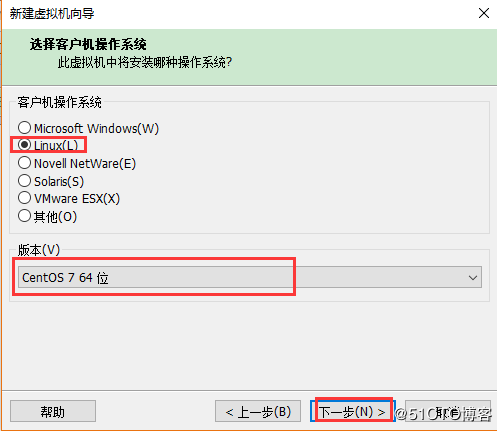 新建虚拟机向导
选择客户机操作系统
此虚拟机中将安装哪种操作系统?
客户机操作系统
Microsoft Windows(W)
Linux(L)
Novell NetWare(E)
Solaris(S)
VMware ESX(X)
其他(O)
版本(V)
CentOS 7 64 位
帮助
< 上一步(B)
下一步(N) >
取消
@51CTO博客